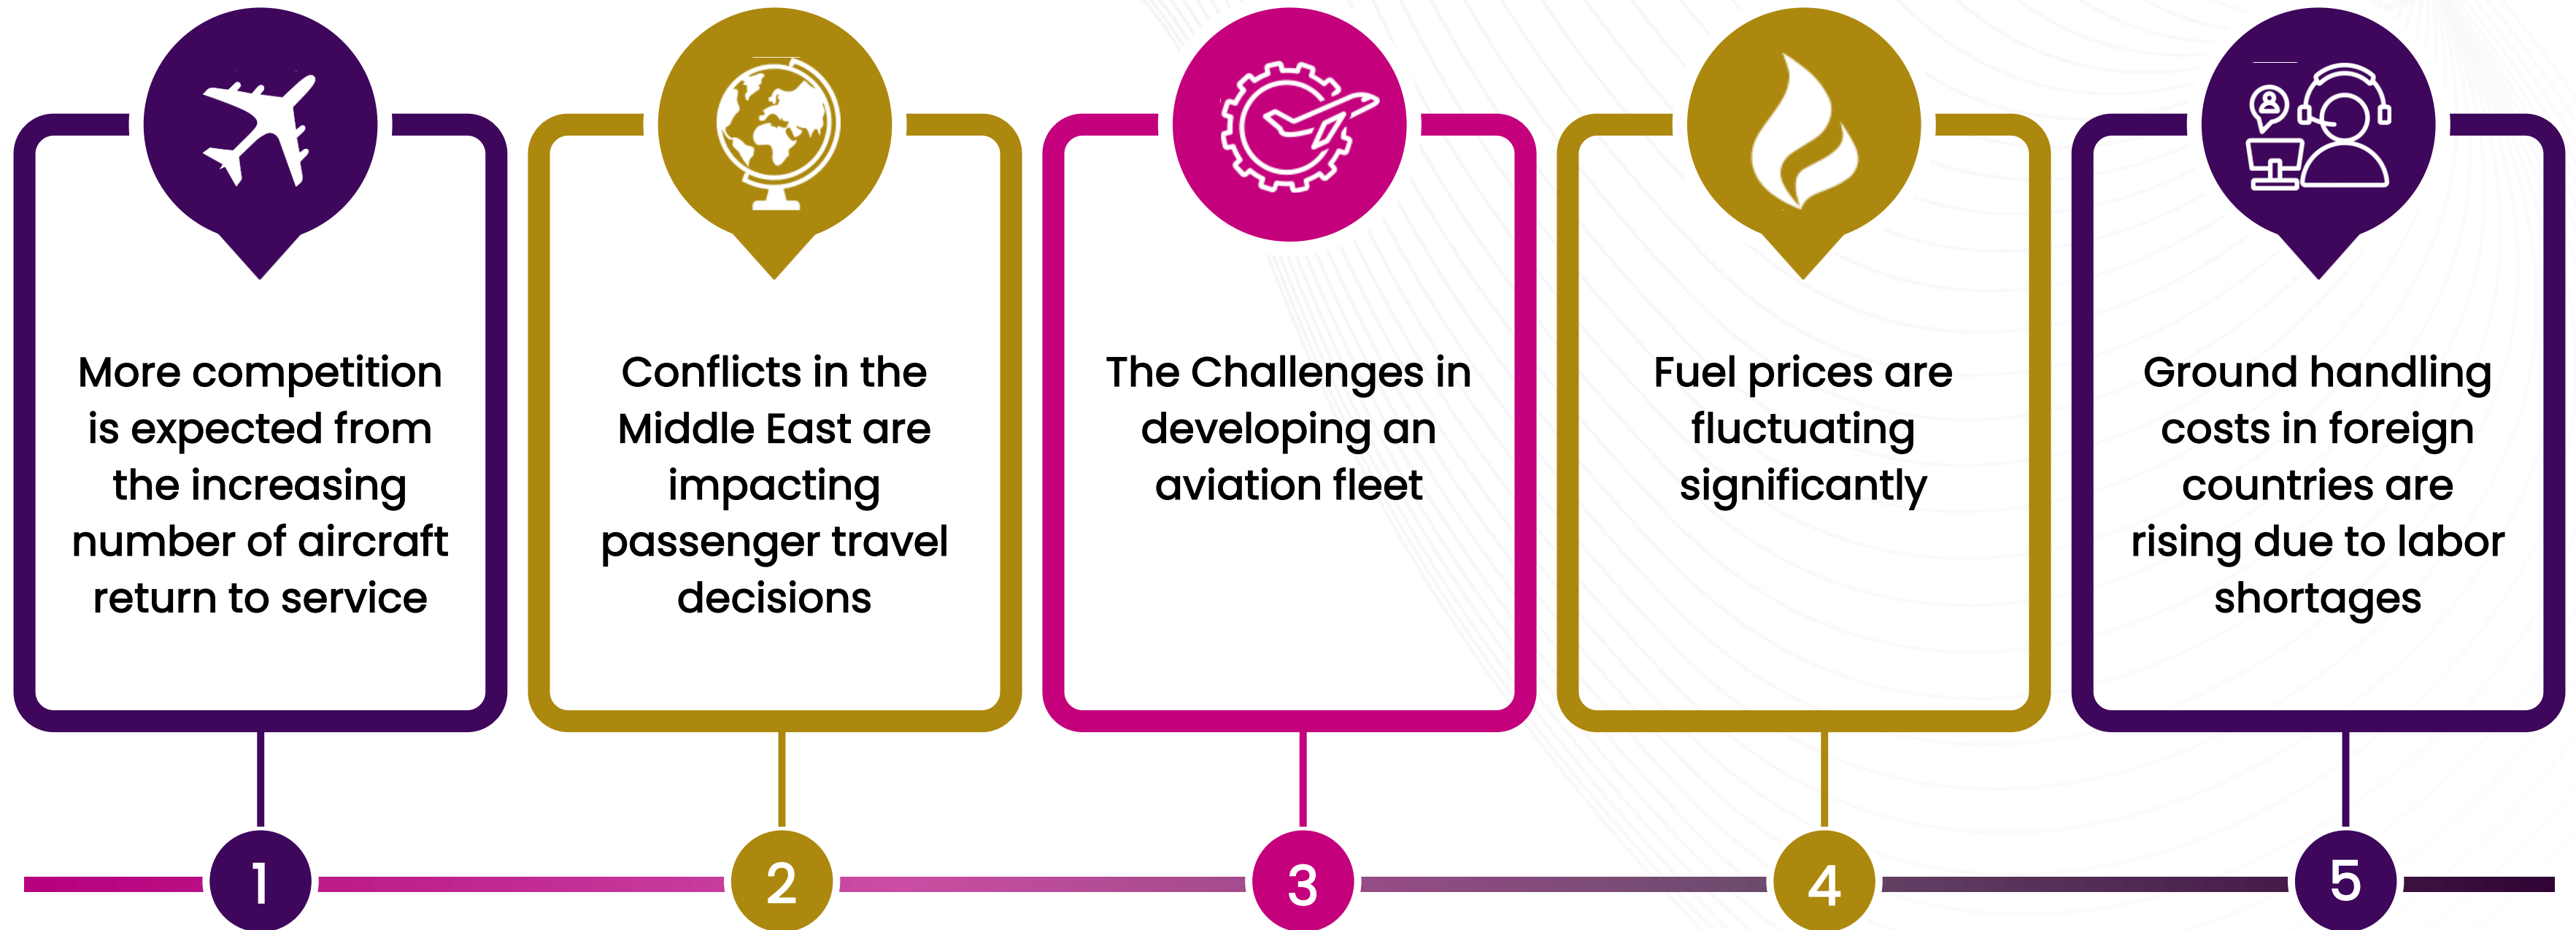 More competition
is expected from
the increasing
number of aircraft
return to service
Conflicts in the
Middle East are
impacting
passenger travel
decisions
The Challenges in
developing an
aviation fleet
Fuel prices are
fluctuating
significantly
Ground handling
costs in foreign
countries are
rising due to labor
shortages
1
2
3
4
5